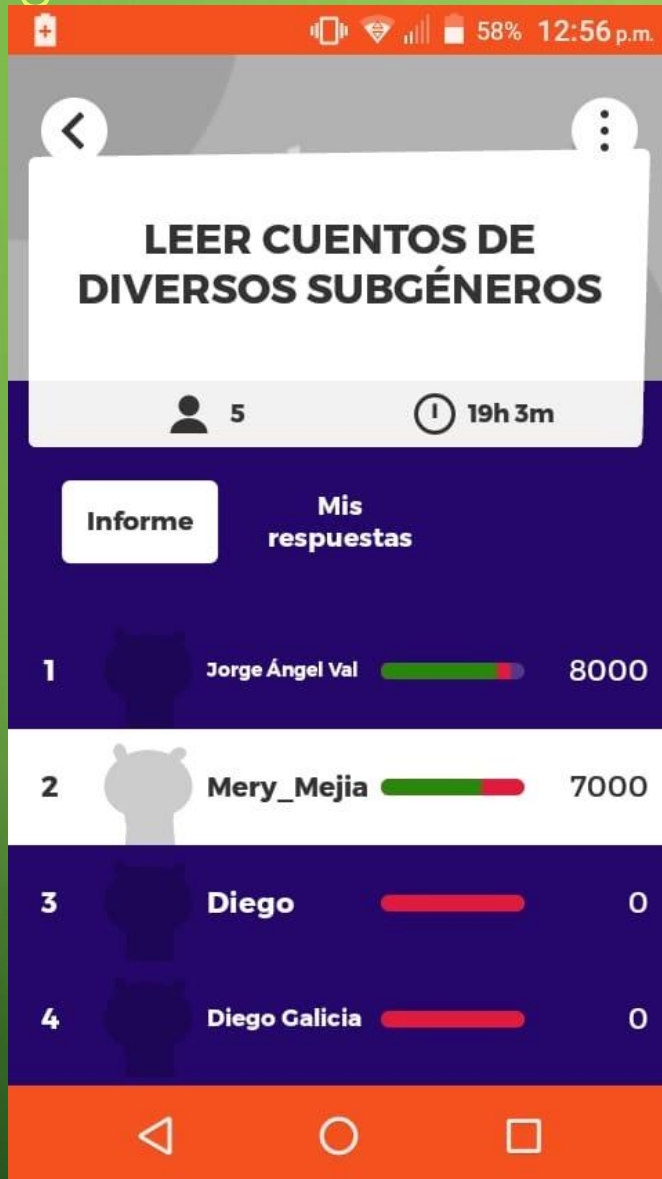 58% 12:56 p.m.
LEER CUENTOS DE
DIVERSOS SUBGÉNEROS
5 19h 3m
Informe
Mis
respuestas
1 Jorge Ángel Val 8000
2 Mery_Mejia 7000
3 Diego 0
4 Diego Galicia 0